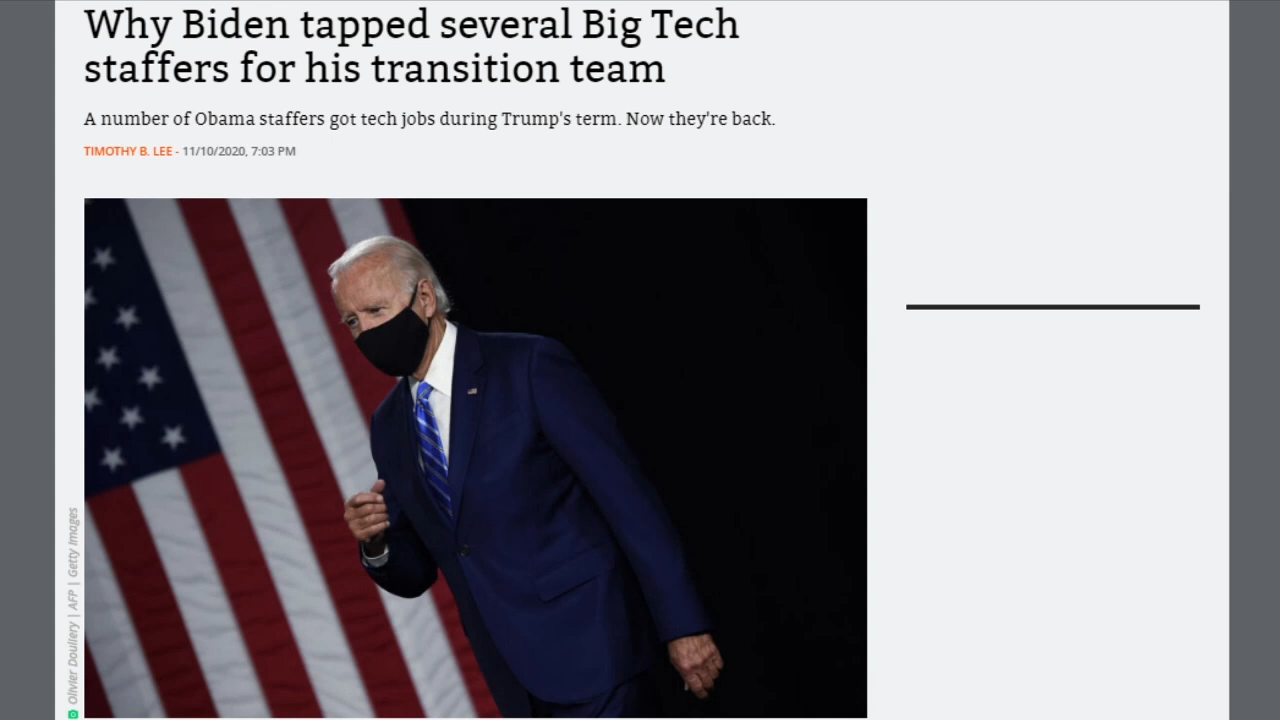 Why Biden tapped several Big Tech
staffers for his transition team
A number of Obama staffers got tech jobs during Trump's term. Now they're back.
TIMOTHY B. LEE - 11/10/2020, 7:03 PM
Olivier Douliery | AFP | Getty Images